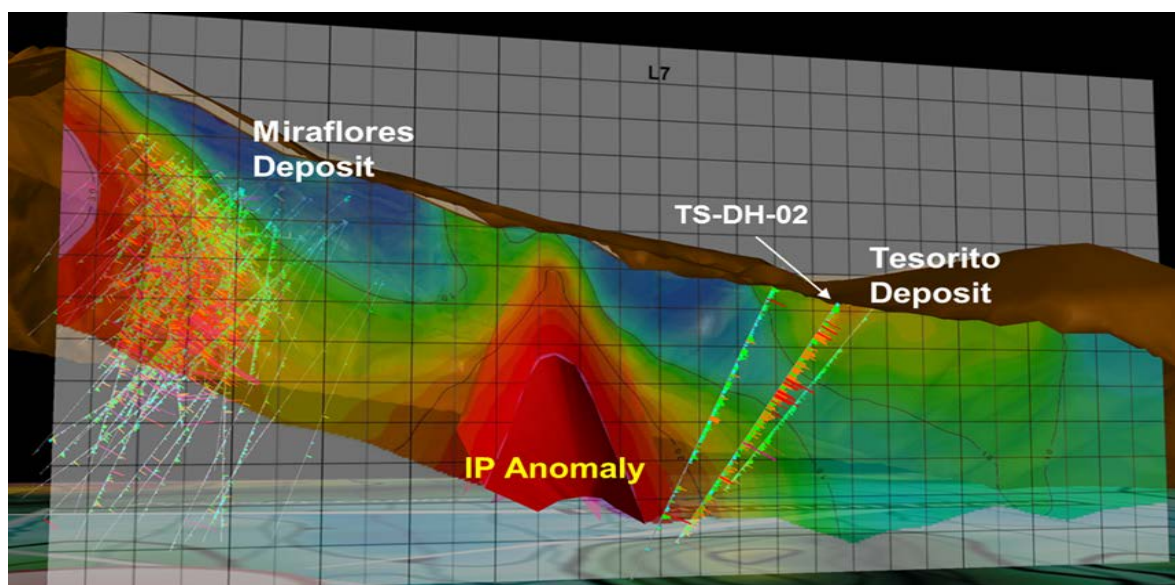 L7
Miraflores
Deposit
TS-DH-02
Tesorito
Deposit
IP Anomaly